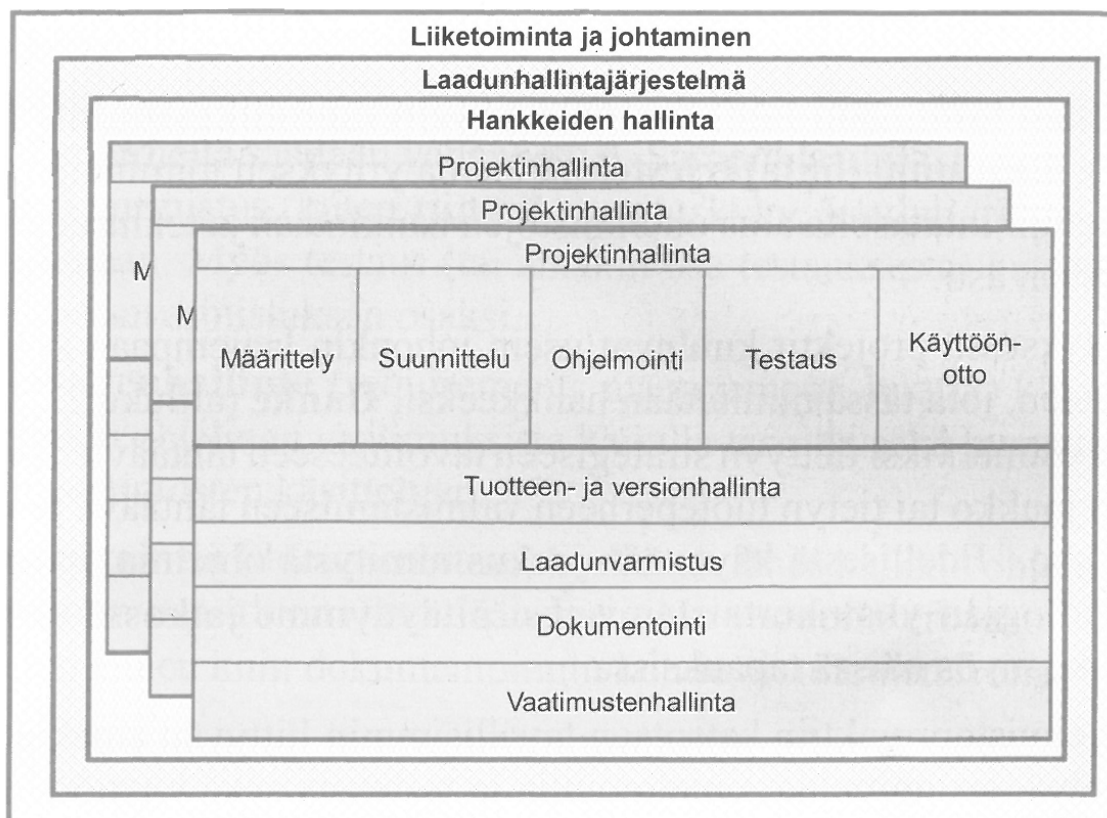 Liiketoiminta ja johtaminen
Laadunhallintajärjestelmä
Hankkeiden hallinta
Projektinhallinta
Projektinhallinta
Projektinhallinta
M
M
Määrittely Suunnittelu Ohjelmointi Testaus Käyttöön-
otto
Tuotteen- ja versionhallinta
Laadunvarmistus
Dokumentointi
Vaatimustenhallinta